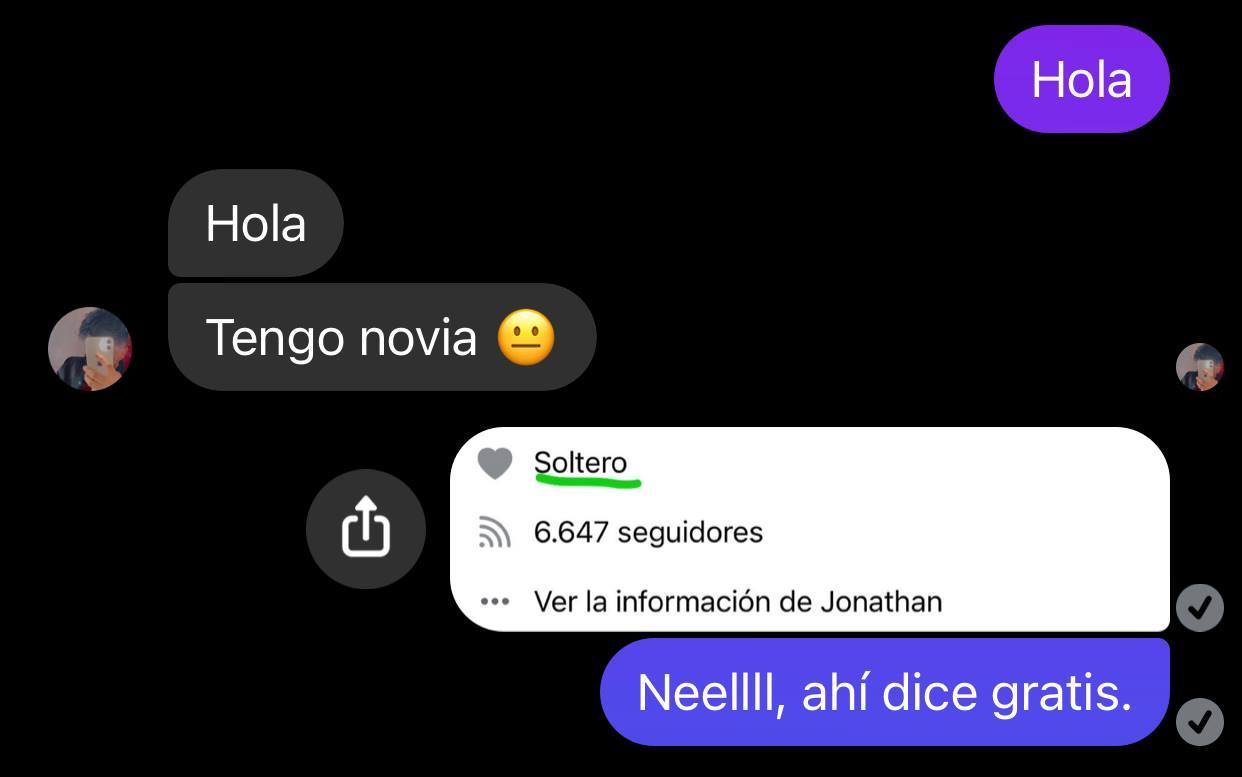 Hola
Hola
Tengo novia 😐
Soltero
6.647 seguidores
Ver la información de Jonathan
Neellll, ahí dice gratis.